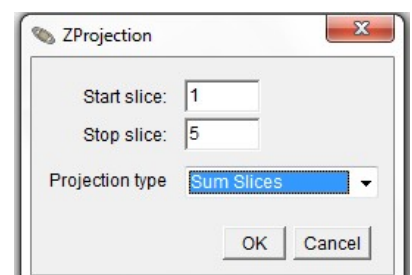 ZProjection
Start slice: 1
Stop slice: 5
Projection type Sum Slices
OK Cancel